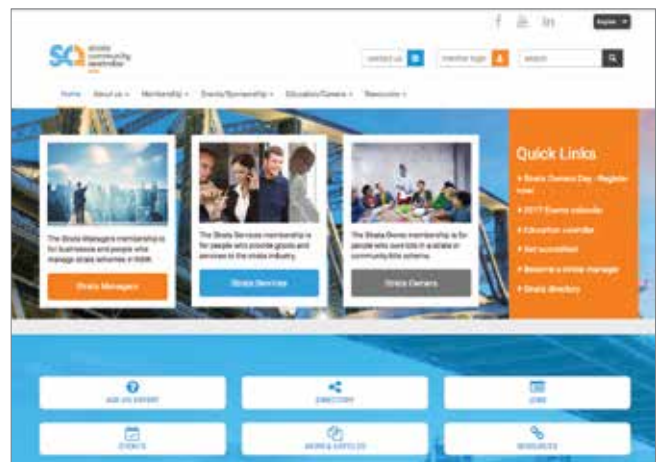 strata
community
australia
English
contact us
member login
search
Home About us Membership Events/Sponsorship Education/Careers Resources
The Strata Managers membership is
for businesses and people who
manage strata schemes in NSW.
Strata Managers
The Strata Services membership is
for people who provide goods and
services to the strata industry.
Strata Services
The Strata Owners membership is for
people who own lots in a strata or
community title scheme.
Strata Owners
Quick Links
Strata Owners Day - Register
now!
2017 Events calendar
Education calendar
Get accredited
Become a strata manager
Strata directory
ASK AN EXPERT
DIRECTORY
JOBS
EVENTS
NEWS & ARTICLES
RESOURCES